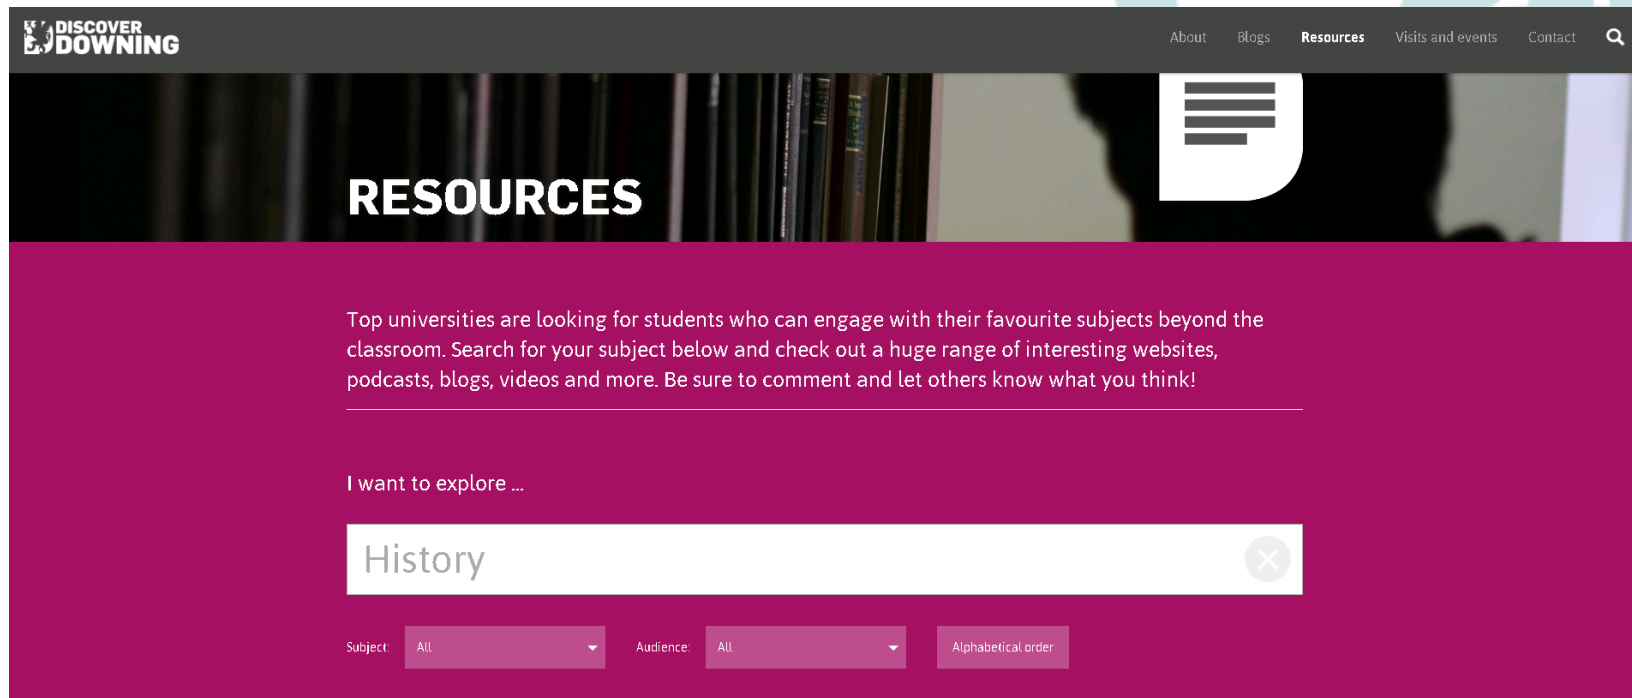 DISCOVER
DOWNING
About Blogs Resources Visits and events Contact
RESOURCES
Top universities are looking for students who can engage with their favourite subjects beyond the
classroom. Search for your subject below and check out a huge range of interesting websites,
podcasts, blogs, videos and more. Be sure to comment and let others know what you think!
I want to explore ...
History
Subject: All Audience: All Alphabetical order